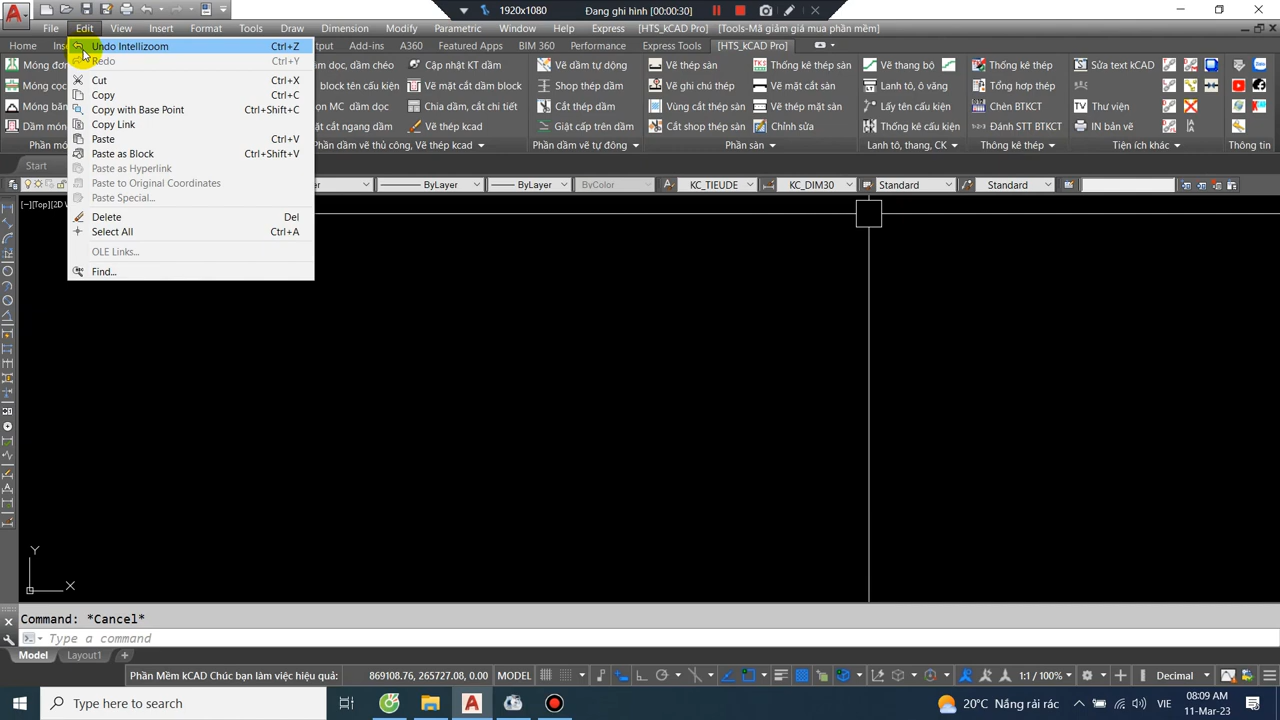 1920x1080 Đang ghi hình 00:00:30
File Edit View Insert Format Tools Draw Dimension Modify Parametric Window Help Express [HTS_kCAD Pro] [Tools-Mã giảm giá mua phần mềm]
Home Add-ins A360 Featured Apps BIM 360 Performance Express Tools [HTS_kCAD Pro]
Undo Intellizoom Ctrl+Z
Redo Ctrl+Y
Cut Ctrl+X
Copy Ctrl+C
Copy with Base Point Ctrl+Shift+C
Copy Link
Paste Ctrl+V
Paste as Block Ctrl+Shift+V
Paste as Hyperlink
Paste to Original Coordinates
Paste Special...
Delete Del
Select All Ctrl+A
OLE Links...
Find...
Cập nhật KT dầm Vẽ dầm tự động Vẽ thép sàn Vẽ thép sàn Vẽ thang bộ Thống kê thép Sửa text kCAD
kích thước dầm block Shop thép dầm Vẽ ghi chú thép Vẽ mặt cắt sàn Lanh tô, ô văng Tổng hợp thép
MC dầm dọc Chia dầm, cắt chi tiết Cắt thép dầm Vùng cắt thép sàn Vẽ thép mặt sàn Lấy tên cấu kiện Chèn BTKCT Thư viện
cắt ngang dầm Vẽ thép kcad Giật cấp trên dầm Cắt shop thép sàn Chỉnh sửa Thống kê cấu kiện Đánh STT BTKCT IN bản vẽ
Phần dầm vẽ thủ công, Vẽ thép kcad Phần dầm vẽ tự động Phần vẽ thép sàn Lanh tô, thang, CK Thống kê thép Tiện ích khác Thông tin
Start
ByLayer ByLayer ByColor KC_TIEUDE KC_DIM30 Standard Standard
Y
X
Command: *Cancel*
Type a command
Model Layout1 +
Phần Mềm kCAD Chúc bạn làm việc hiệu quả: 869108.76, 265727.08, 0.00 MODEL 1:1 / 100% Decimal
Type here to search 20°C Nắng rải rác VIE 08:09 AM
11-Mar-23